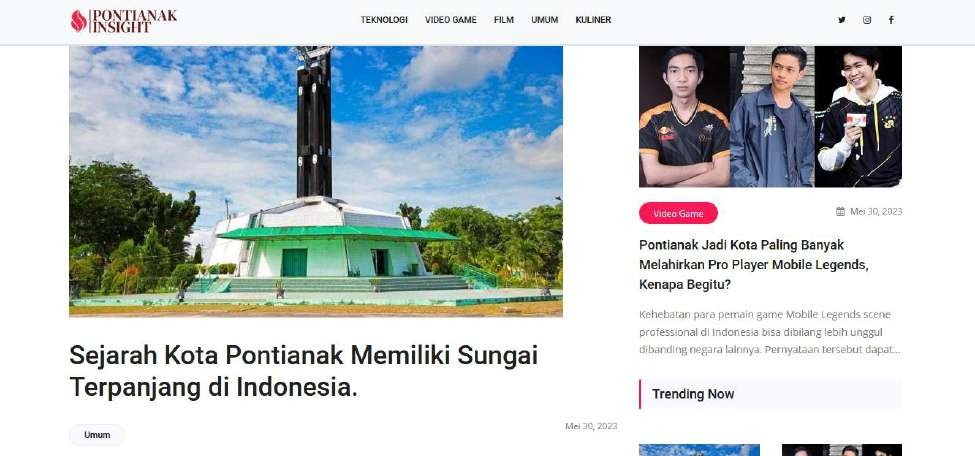 PONTIANAK
INSIGHT
TEKNOLOGI VIDEO GAME FILM UMUM KULINER
Sejarah Kota Pontianak Memiliki Sungai
Terpanjang di Indonesia.
Umum
Mei 30, 2023
Video Game
Mei 30, 2023
Pontianak Jadi Kota Paling Banyak
Melahirkan Pro Player Mobile Legends,
Kenapa Begitu?
Kehebatan para pemain game Mobile Legends scene
professional di Indonesia bisa dibilang lebih unggul
dibanding negara lainnya. Pernyataan tersebut dapat...
Trending Now